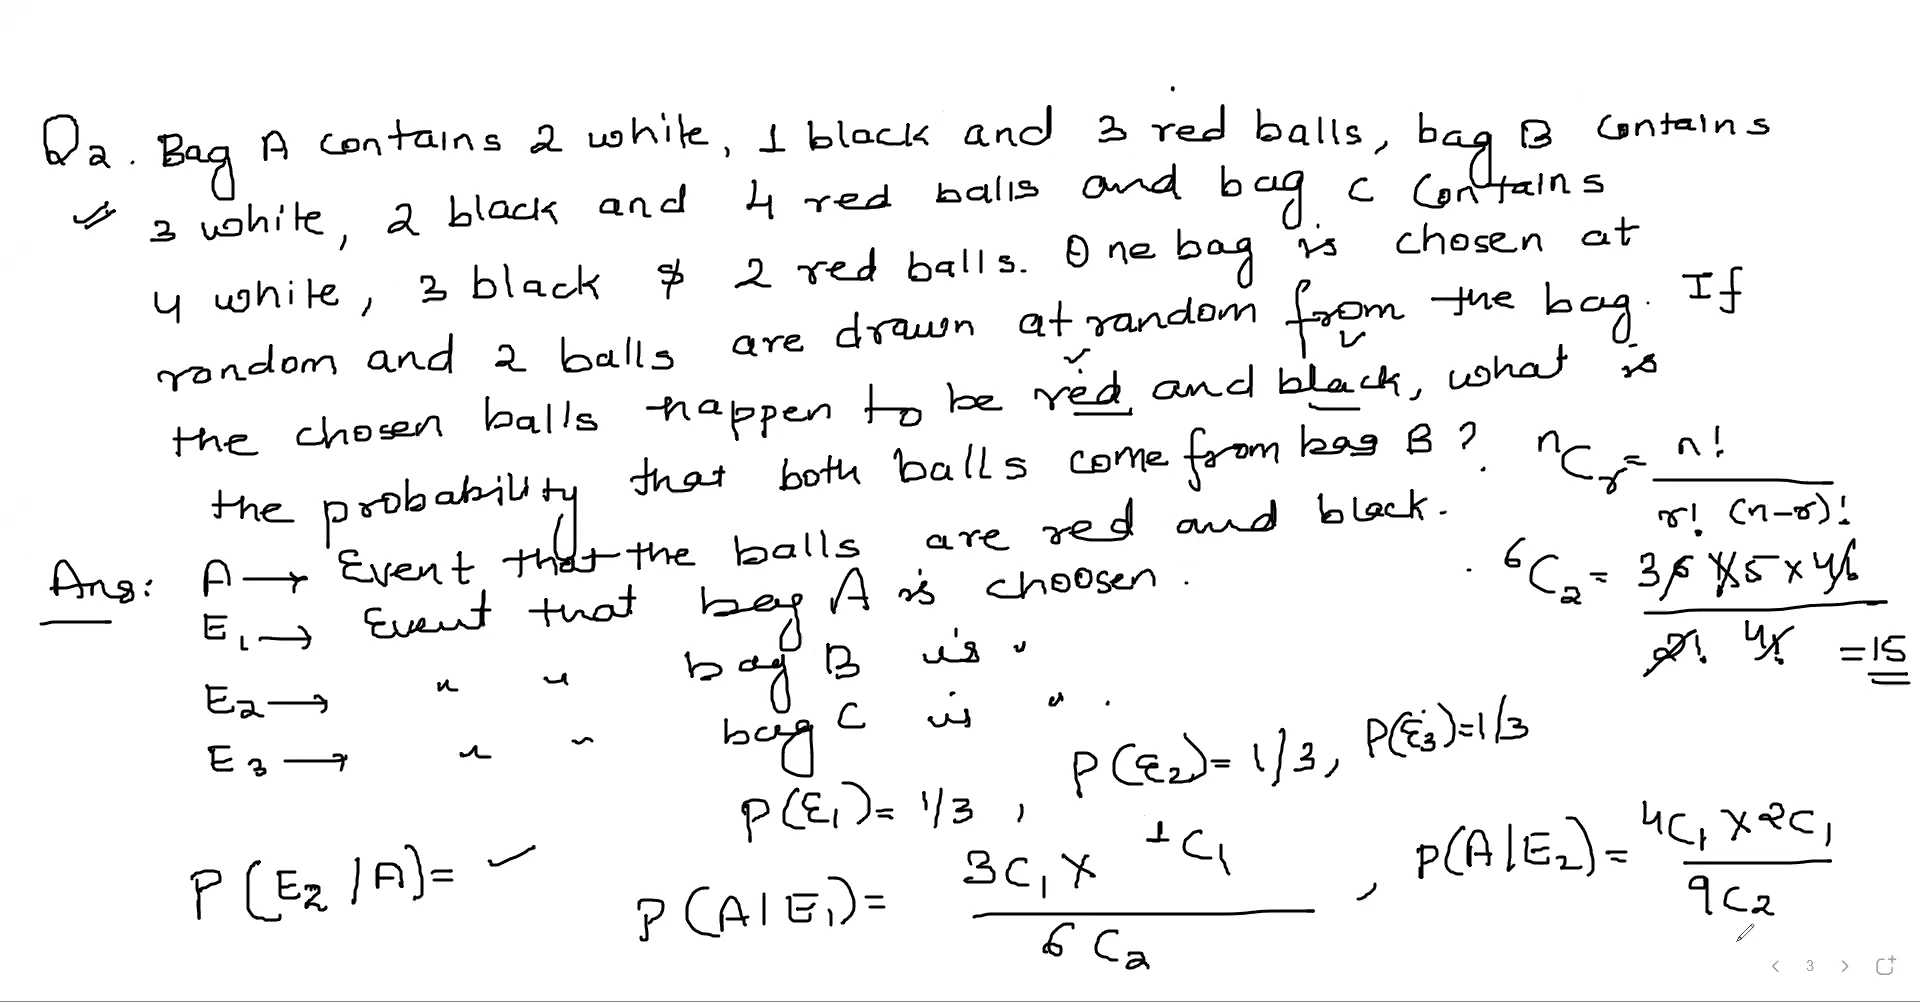 Q2. Bag A contains 2 white, 1 black and 3 red balls, bag B contains
3 white, 2 black and 4 red balls and bag C contains
4 white, 3 black & 2 red balls. One bag is chosen at
random and 2 balls are drawn at random from the bag. If
the chosen balls happen to be red and black, what is
the probability that both balls come from bag B?
nCr = n! / r! (n-r)!
Ans: A → Event that the balls are red and black.
6C2 = 36 × 5 × 4! / 2! 4! = 15
E1 → Event that bag A is choosen.
E2 → " " bag B is "
E3 → " " bag C is " .
P(E1) = 1/3 , P(E2) = 1/3, P(E3) = 1/3
P(E2/A) =
P(A|E1) = 3C1 × 1C1 / 6C2 , P(A|E2) = 4C1 × 2C1 / 9C2
3